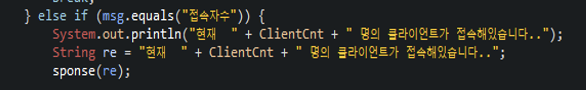 } else if (msg.equals("접속자수")) {
System.out.println("현재  " + ClientCnt + " 명의 클라이언트가 접속해있습니다..");
String re = "현재  " + ClientCnt + " 명의 클라이언트가 접속해있습니다..";
sponse(re);